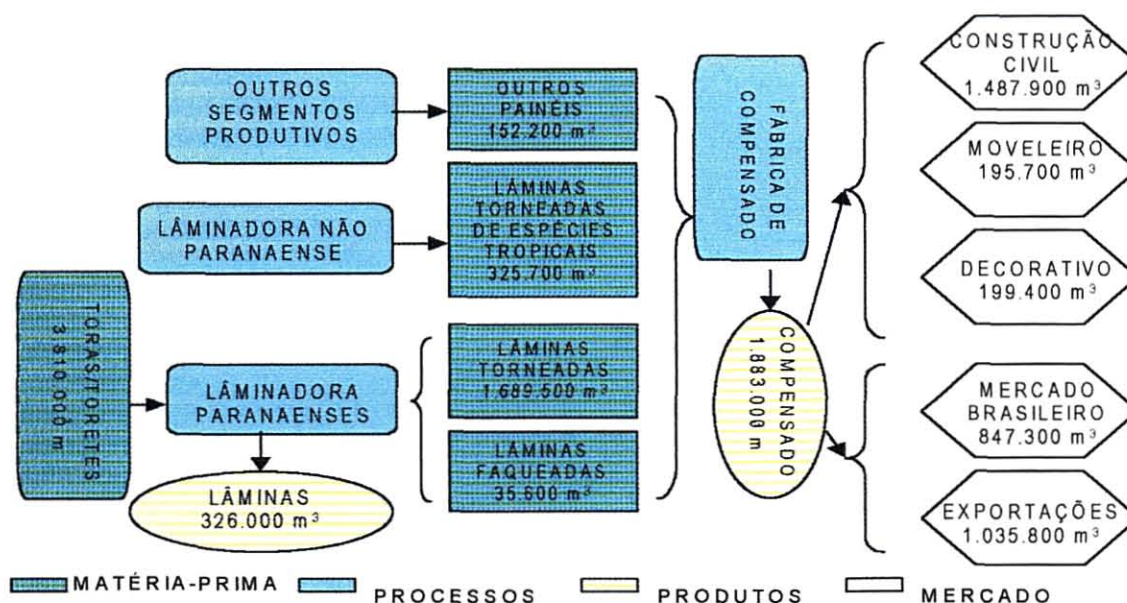 OUTROS
SEGMENTOS
PRODUTIVOS
OUTROS
PAINÉIS
152.200 m³
LÂMINADORA NÃO
PARANAENSE
LÂMINAS
TORNEADAS
DE ESPÉCIES
TROPICAIS
325.700 m³
TORAS/TORETES
3.810.000 m
LÂMINADORA
PARANAENSES
LÂMINAS
326.000 m³
LÂMINAS
TORNEADAS
1.689.500 m³
LÂMINAS
FAQUEADAS
35.600 m³
FÁBRICA DE
COMPENSADO
COMPENSADO
1.883.000 m
CONSTRUÇÃO
CIVIL
1.487.900 m³
MOVELEIRO
195.700 m³
DECORATIVO
199.400 m³
MERCADO
BRASILEIRO
847.300 m³
EXPORTAÇÕES
1.035.800 m³
MATÉRIA-PRIMA
PROCESSOS
PRODUTOS
MERCADO